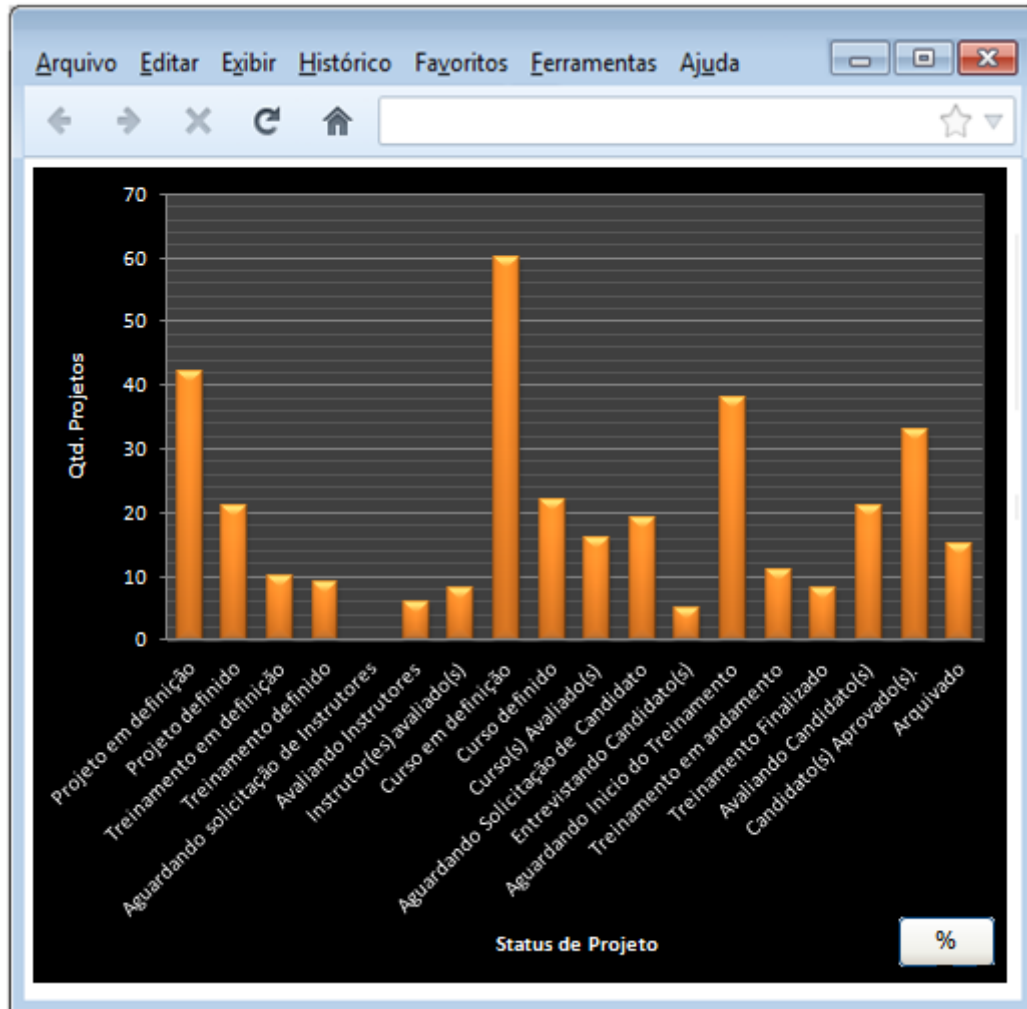 Arquivo Editar Exibir Histórico Favoritos Ferramentas Ajuda
70
60
50
40
30
20
10
0
Qtd. Projetos
Projeto em definição
Projeto definido
Treinamento em definição
Treinamento definido
Aguardando solicitação de Instrutores
Avaliando Instrutores
Instrutor(es) avaliado(s)
Curso em definição
Curso definido
Curso(s) Avaliado(s)
Aguardando Solicitação de Candidato
Entrevistando Candidato(s)
Aguardando Inicio do Treinamento
Treinamento em andamento
Treinamento Finalizado
Avaliando Candidato(s)
Candidato(s) Aprovado(s).
Arquivado
Status de Projeto
%